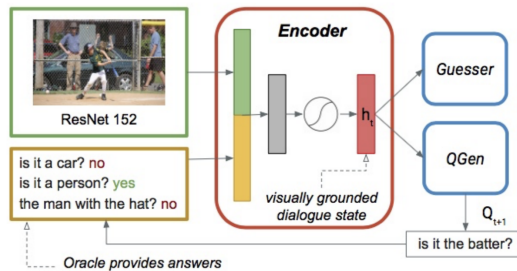 Encoder
ResNet 152
Guesser
h_t
QGen
is it a car? no
is it a person? yes
the man with the hat? no
visually grounded
dialogue state
Q_t+1
is it the batter?
Oracle provides answers